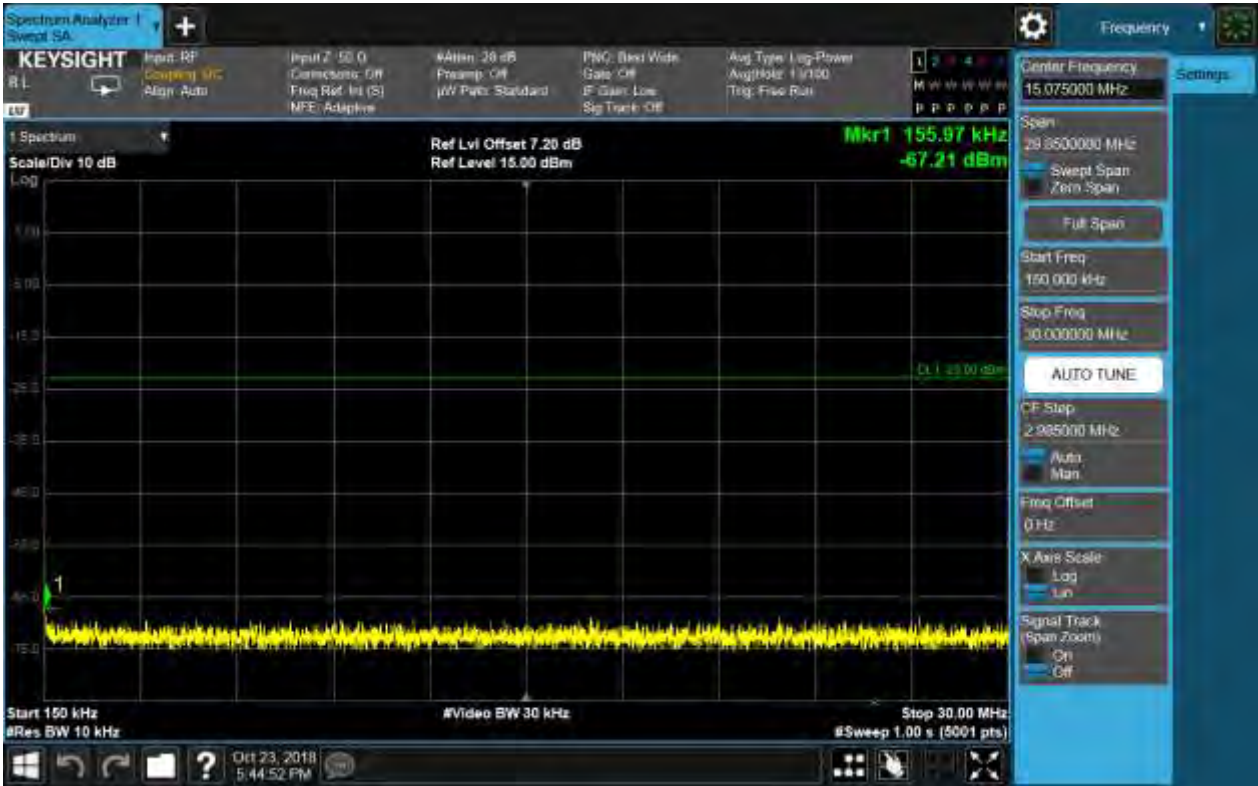 Spectrum Analyzer 1
Swept SA
Frequency
KEYSIGHT
Input: RF
Coupling: DC
Align: Auto
Input Z: 50 Ω
Corrections: Off
Freq Ref: Int (S)
NFE: Adaptive
#Atten: 28 dB
Preamp: Off
µW Path: Standard
PNO: Best Wide
Gate: Off
IF Gain: Low
Sig Track: Off
Avg Type: Log-Power
Trig: Free Run
M W W W W W
P P P P P P
1 Spectrum
Scale/Div 10 dB
Log
Ref Lvl Offset 7.20 dB
Ref Level 15.00 dBm
Mkr1 155.97 kHz
-67.21 dBm
1
Start 150 kHz
#Res BW 10 kHz
#Video BW 30 kHz
Stop 30.00 MHz
#Sweep 1.00 s (5001 pts)
Oct 23, 2018
5:44:52 PM
Center Frequency
15.075000 MHz
Settings
Span
29.8500000 MHz
Swept Span
Zero Span
Full Span
Start Freq
150.000 kHz
Stop Freq
30.000000 MHz
AUTO TUNE
CF Step
2.985000 MHz
Auto
Man
Freq Offset
0 Hz
X Axis Scale
Log
Lin
Signal Track
(Span Zoom)
On
Off